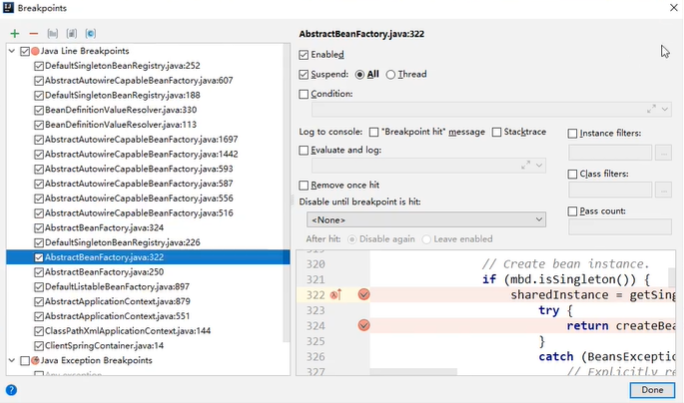 Breakpoints
AbstractBeanFactory.java:322
Java Line Breakpoints
DefaultSingletonBeanRegistry.java:252
AbstractAutowireCapableBeanFactory.java:607
DefaultSingletonBeanRegistry.java:188
BeanDefinitionValueResolver.java:330
BeanDefinitionValueResolver.java:113
AbstractAutowireCapableBeanFactory.java:1697
AbstractAutowireCapableBeanFactory.java:1442
AbstractAutowireCapableBeanFactory.java:593
AbstractAutowireCapableBeanFactory.java:587
AbstractAutowireCapableBeanFactory.java:556
AbstractAutowireCapableBeanFactory.java:516
AbstractBeanFactory.java:324
DefaultSingletonBeanRegistry.java:226
AbstractBeanFactory.java:322
AbstractBeanFactory.java:250
DefaultListableBeanFactory.java:897
AbstractApplicationContext.java:879
AbstractApplicationContext.java:551
ClassPathXmlApplicationContext.java:144
ClientSpringContainer.java:14
Java Exception Breakpoints
Any exception
Enabled
Suspend: All Thread
Condition:
Log to console: "Breakpoint hit" message Stacktrace
Instance filters:
Evaluate and log:
Class filters:
Remove once hit
Disable until breakpoint is hit:
Pass count:
<None>
After hit: Disable again Leave enabled
320 // Create bean instance.
321 if (mbd.isSingleton()) {
322 sharedInstance = getSing
323 try {
324 return createBea
325 }
326 catch (BeansExceptio
327 // Explicitly re
? Done